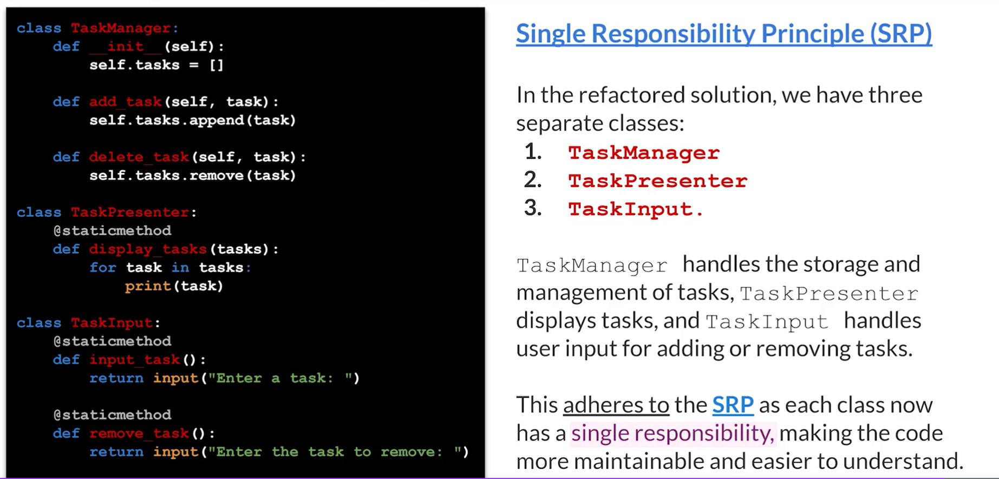 class TaskManager:
    def __init__(self):
        self.tasks = []
    def add_task(self, task):
        self.tasks.append(task)
    def delete_task(self, task):
        self.tasks.remove(task)
class TaskPresenter:
    @staticmethod
    def display_tasks(tasks):
        for task in tasks:
            print(task)
class TaskInput:
    @staticmethod
    def input_task():
        return input("Enter a task: ")
    @staticmethod
    def remove_task():
        return input("Enter the task to remove: ")
Single Responsibility Principle (SRP)
In the refactored solution, we have three
separate classes:
1. TaskManager
2. TaskPresenter
3. TaskInput.
TaskManager handles the storage and
management of tasks, TaskPresenter
displays tasks, and TaskInput handles
user input for adding or removing tasks.
This adheres to the SRP as each class now
has a single responsibility, making the code
more maintainable and easier to understand.